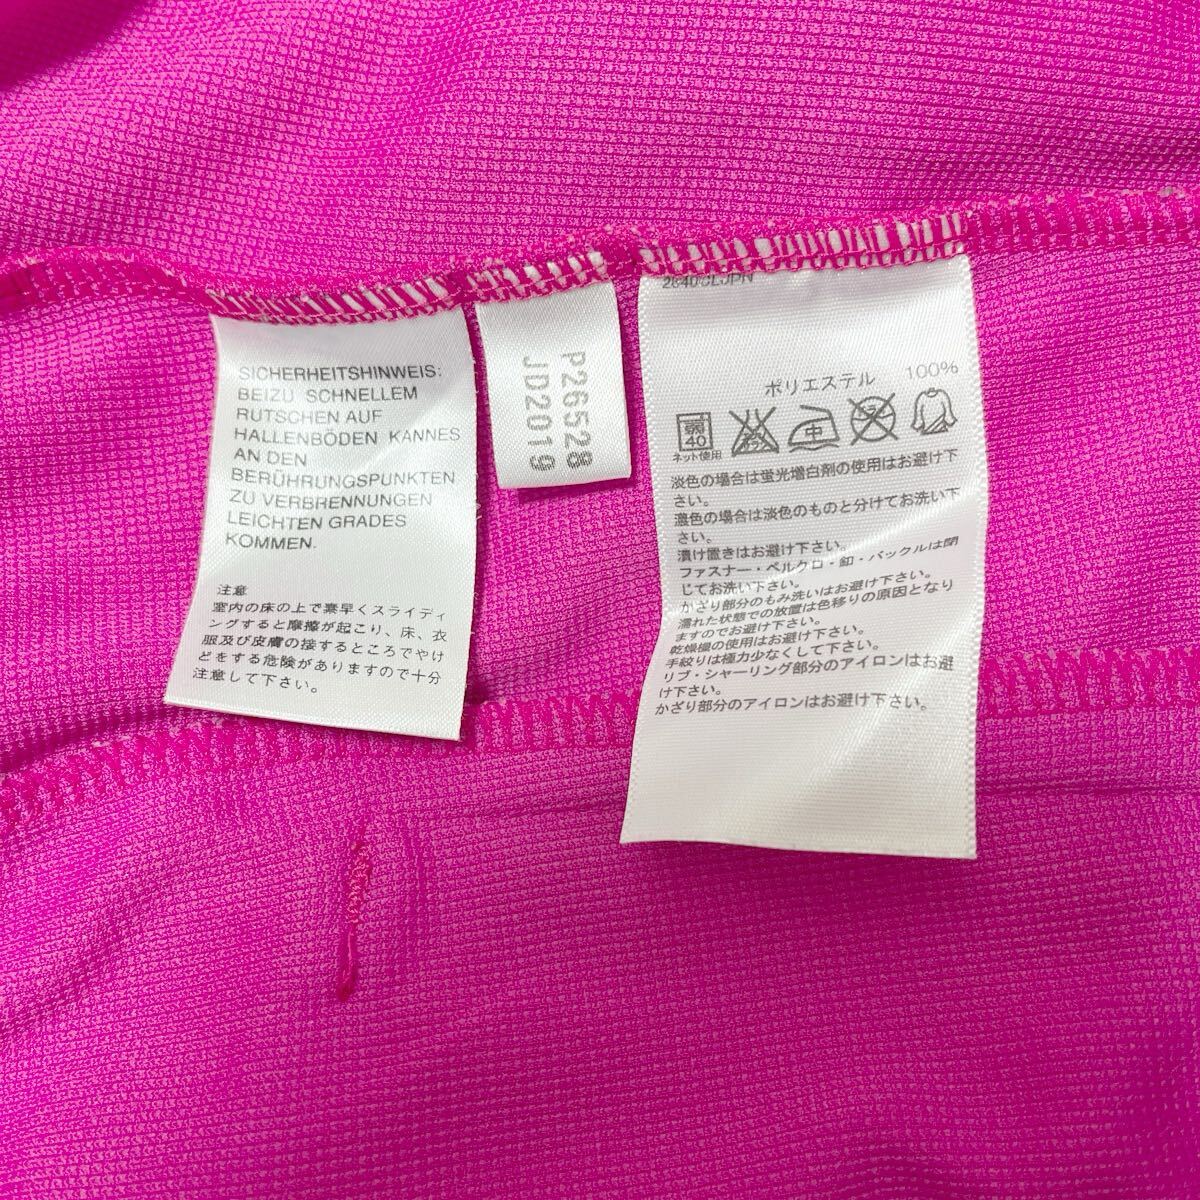 SICHERHEITSHINWEIS:
BEIZU SCHNELLEM
RUTSCHEN AUF
HALLENBÖDEN KANNES
AN DEN
BERÜHRUNGSPUNKTEN
ZU VERBRENNUNGEN
LEICHTEN GRADES
KOMMEN.
注意
室内の床の上で素早くスライディ
ングすると摩擦が起こり、床、衣
服及び皮膚の接するところでやけ
どをする危険がありますので十分
注意して下さい。
P26528
JD2019
ポリエステル 100%
弱
40
中
ネット使用
淡色の場合は蛍光増白剤の使用はお避け下
さい。
濃色の場合は淡色のものと分けてお洗い下
さい。
漬け置きはお避け下さい。
ファスナー・ベルクロ・釦・バックルは閉
じてお洗い下さい。
かざり部分のもみ洗いはお避け下さい。
濡れた状態での放置は色移りの原因となり
ますのでお避け下さい。
乾燥機の使用はお避け下さい。
手絞りは極力少なくして下さい。
リブ・シャーリング部分のアイロンはお避
け下さい。
かざり部分のアイロンはお避け下さい。